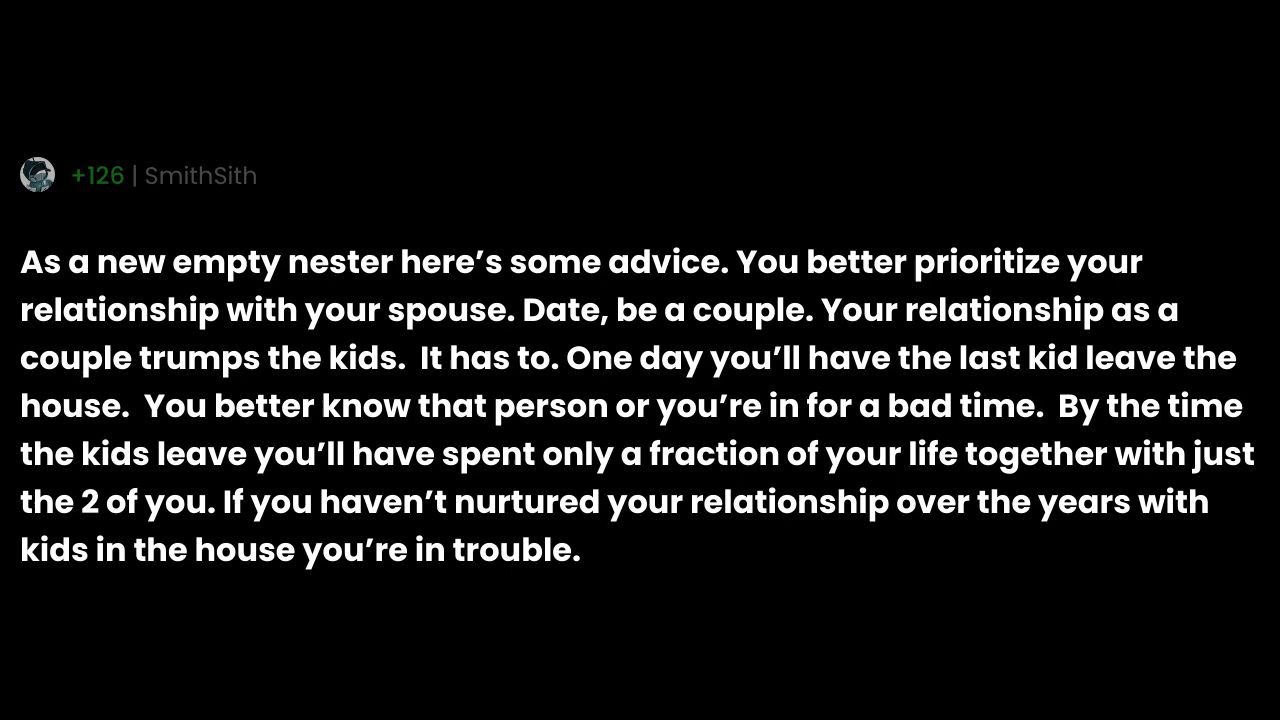 +126 | SmithSith
As a new empty nester here’s some advice. You better prioritize your
relationship with your spouse. Date, be a couple. Your relationship as a
couple trumps the kids.  It has to. One day you’ll have the last kid leave the
house.  You better know that person or you’re in for a bad time.  By the time
the kids leave you’ll have spent only a fraction of your life together with just
the 2 of you. If you haven’t nurtured your relationship over the years with
kids in the house you’re in trouble.